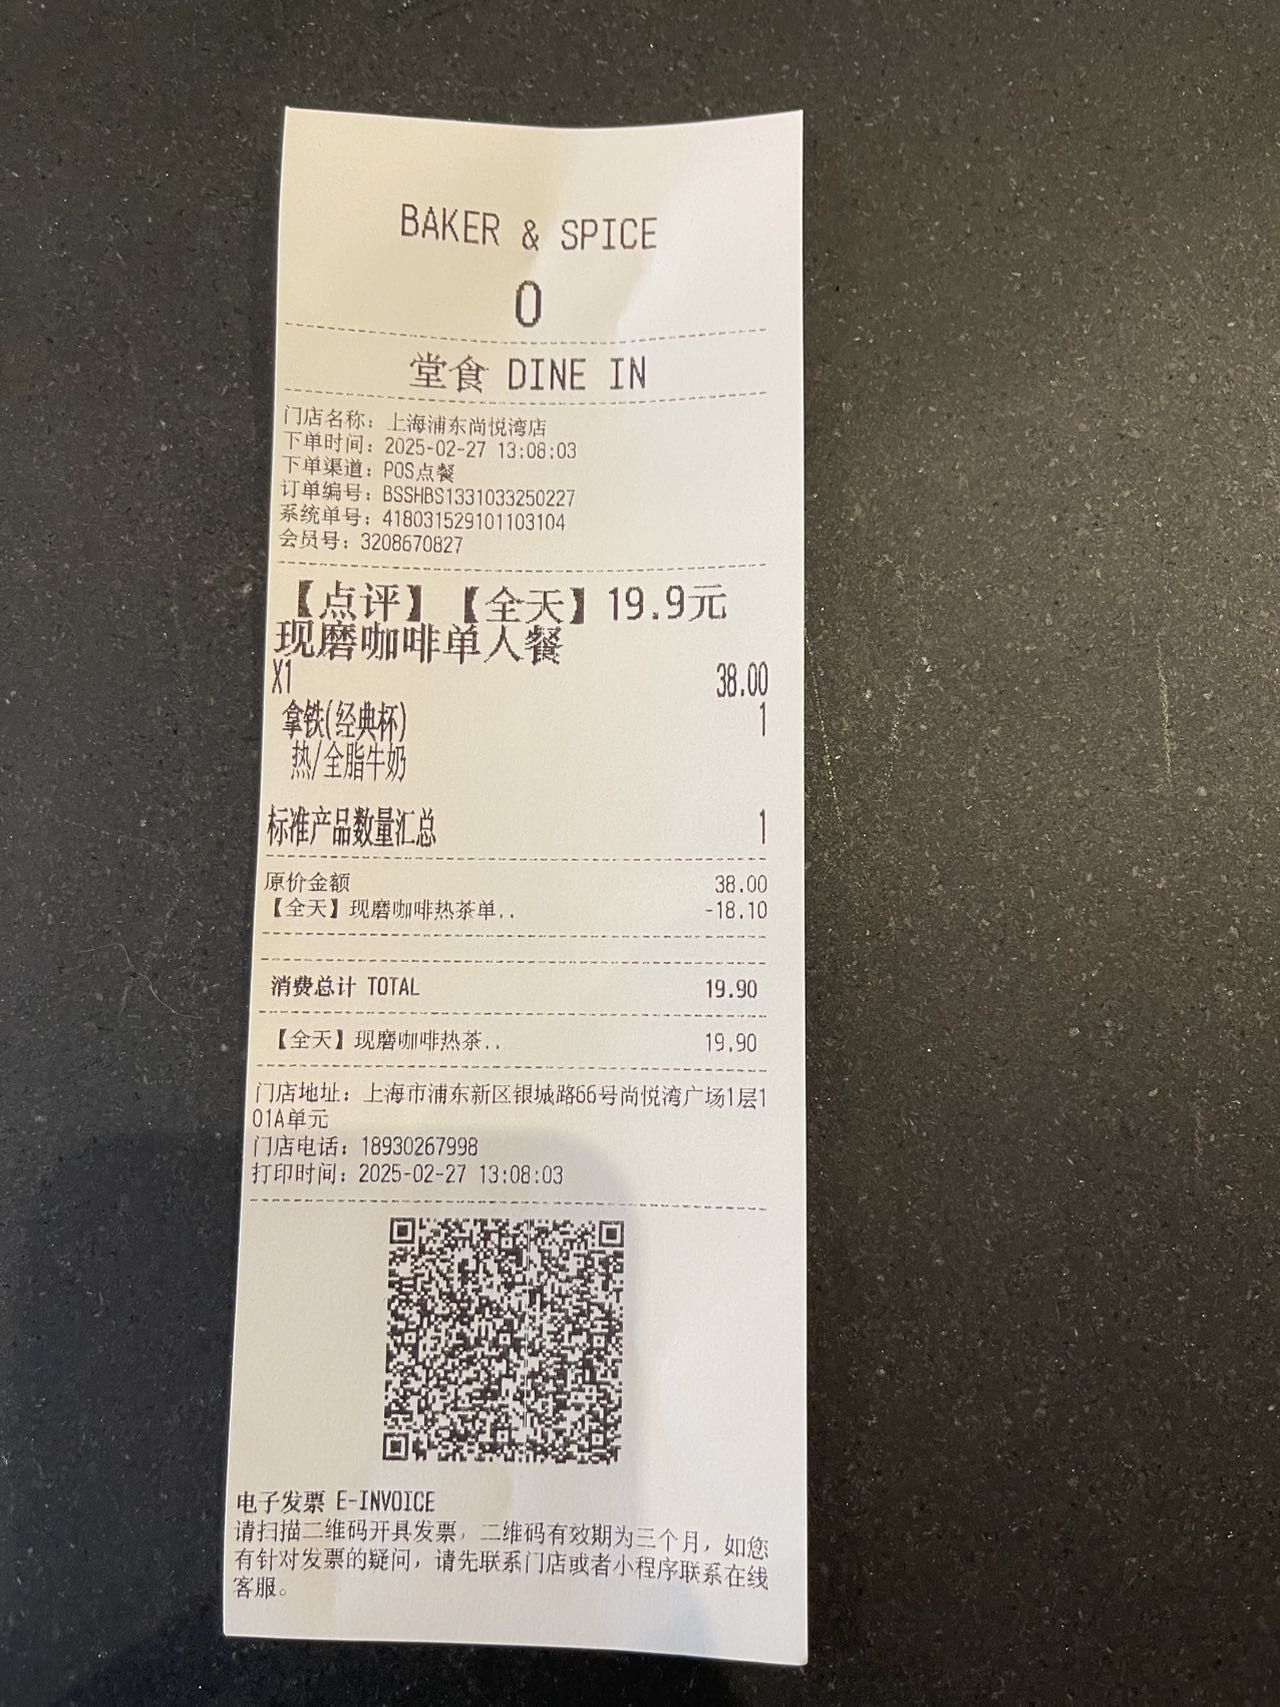 BAKER & SPICE
0
堂食 DINE IN
门店名称：上海浦东尚悦湾店
下单时间：2025-02-27 13:08:03
下单渠道：POS点餐
订单编号：BSSHBS1331033250227
系统单号：418031529101103104
会员号：3208670827
【点评】【全天】19.9元
现磨咖啡单人餐
X1 38.00
拿铁(经典杯) 1
热/全脂牛奶
标准产品数量汇总 1
原价金额 38.00
【全天】现磨咖啡热茶单.. -18.10
消费总计 TOTAL 19.90
【全天】现磨咖啡热茶.. 19.90
门店地址：上海市浦东新区银城路66号尚悦湾广场1层1
01A单元
门店电话：18930267998
打印时间：2025-02-27 13:08:03
电子发票 E-INVOICE
请扫描二维码开具发票，二维码有效期为三个月，如您
有针对发票的疑问，请先联系门店或者小程序联系在线
客服。